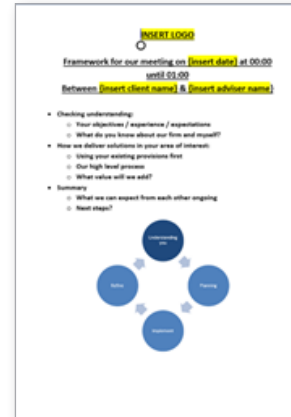 INSERT LOGO
Framework for our meeting on {insert date} at 00:00
until 01:00
Between {insert client name} & {insert adviser name}
Checking understanding:
Your objectives / experience / expectations
What do you know about our firm and myself?
How we deliver solutions in your area of interest:
Using your existing provisions first
Our high level process
What value will we add?
Summary
What we can expect from each other ongoing
Next steps?
Understanding
you
Planning
Implement
Refine